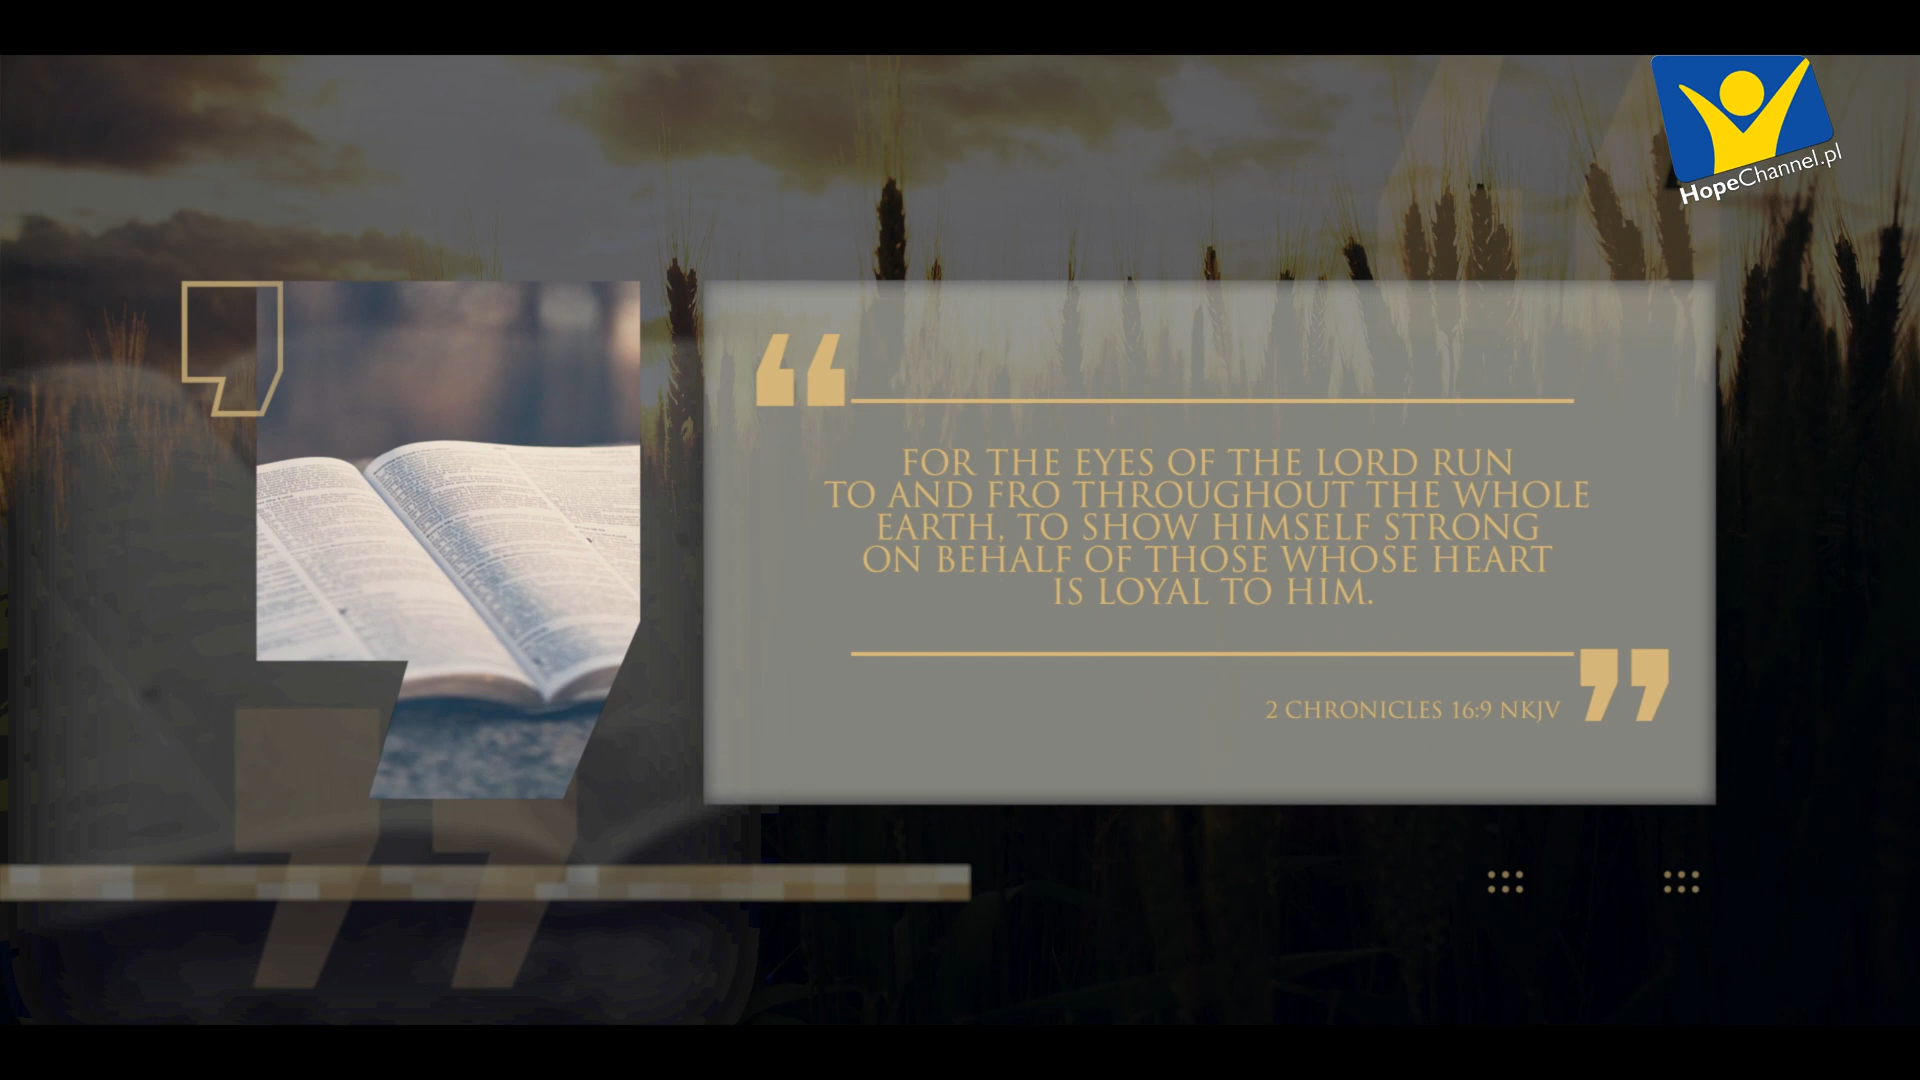 HopeChannel.pl
“
FOR THE EYES OF THE LORD RUN
TO AND FRO THROUGHOUT THE WHOLE
EARTH, TO SHOW HIMSELF STRONG
ON BEHALF OF THOSE WHOSE HEART
IS LOYAL TO HIM.
2 CHRONICLES 16:9 NKJV ”